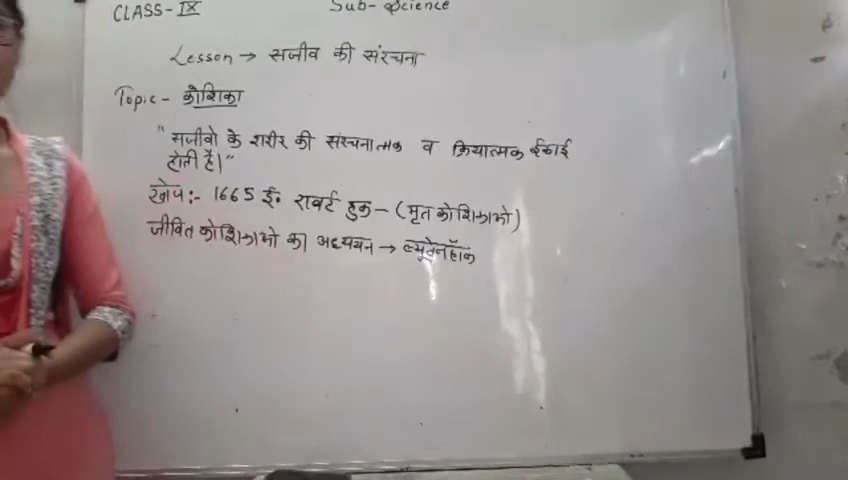 CLASS-IX Sub- Science
Lesson → सजीव की संरचना
Topic- कोशिका
"सजीवो के शरीर की संरचनात्मक व क्रियात्मक ईकाई
होती है।"
खोज:- 1665 ई० राबर्ट हुक- (मृत कोशिकाओ)
जीवित कोशिकाओ का अध्ययन → ल्यूवेनहॉक